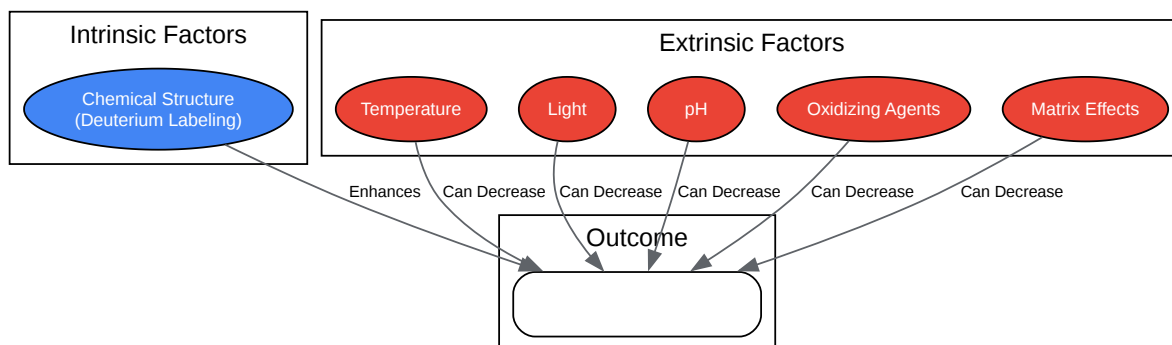 Intrinsic Factors
Extrinsic Factors
Chemical Structure
(Deuterium Labeling)
Temperature
Light
pH
Oxidizing Agents
Matrix Effects
Enhances
Can Decrease
Can Decrease
Can Decrease
Can Decrease
Can Decrease
Outcome